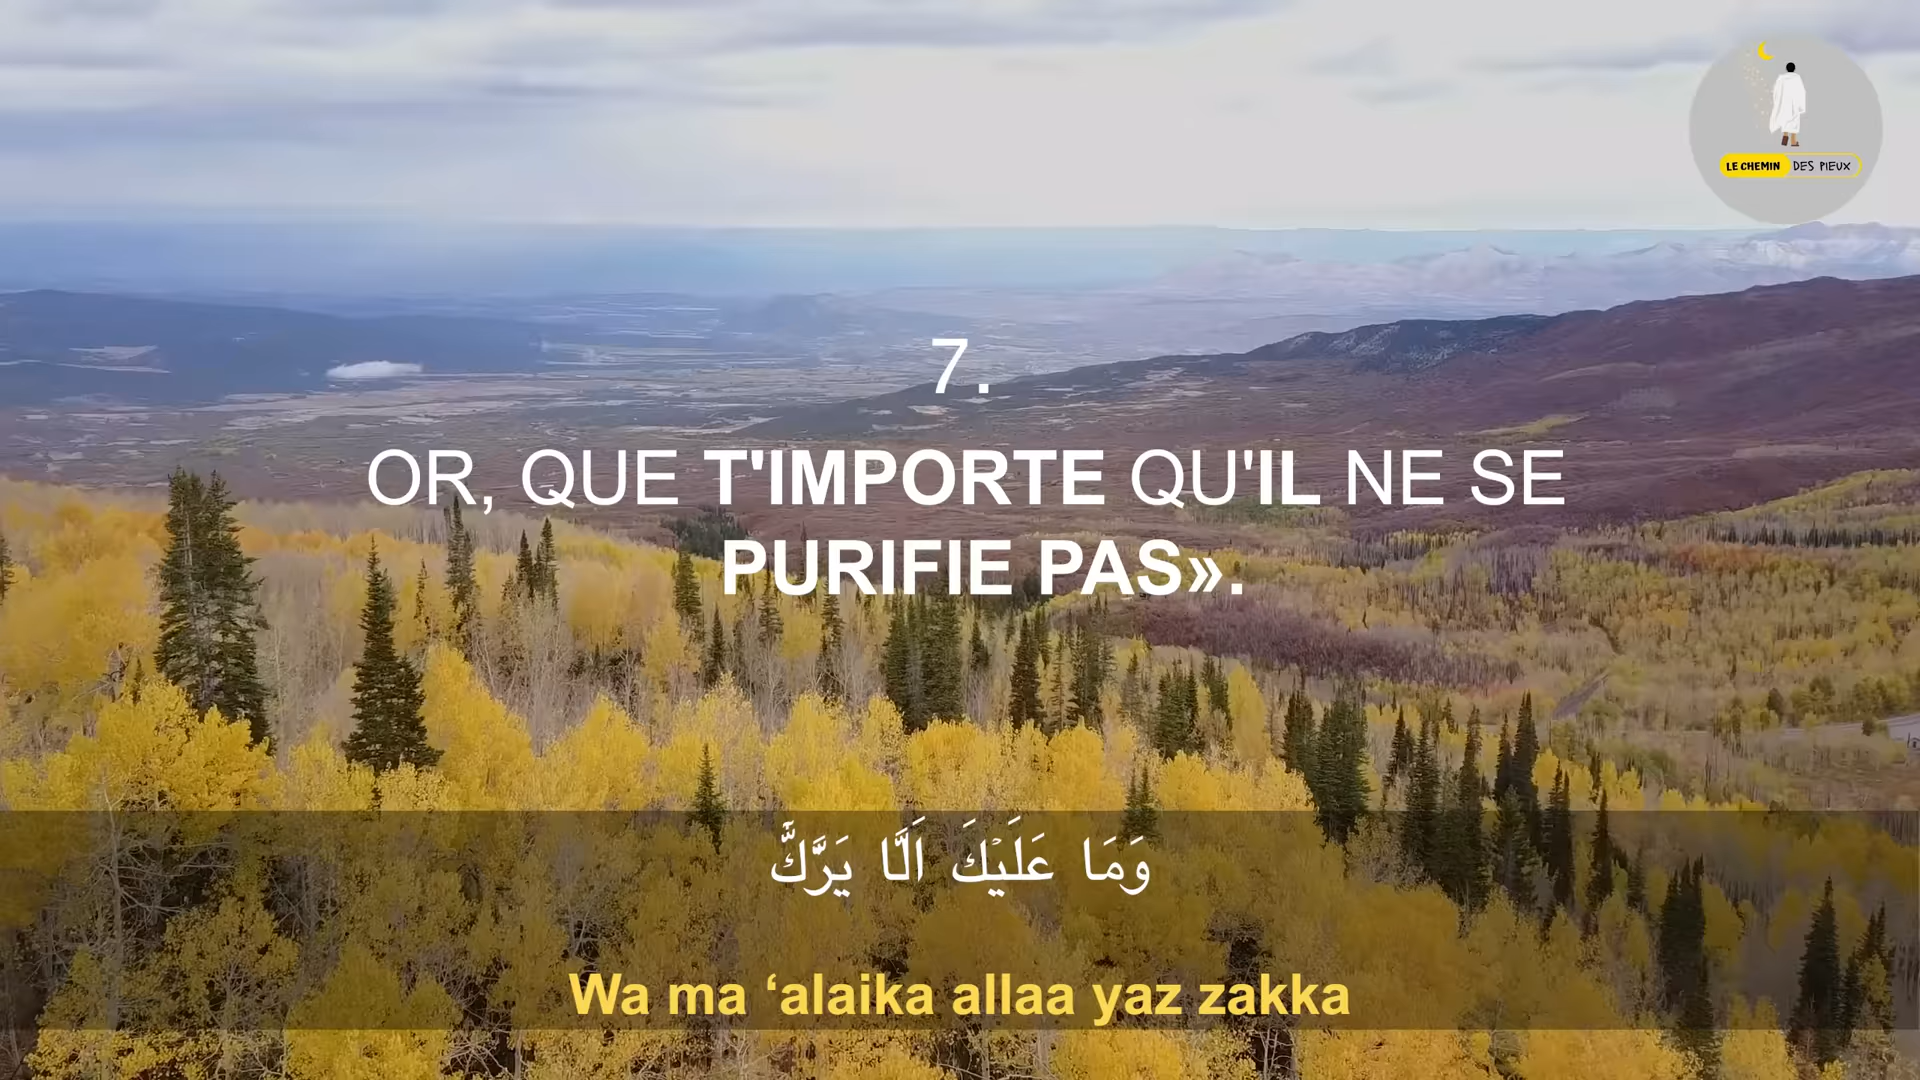 LE CHEMIN DES PIEUX
7.
OR, QUE T'IMPORTE QU'IL NE SE
PURIFIE PAS».
وَمَا عَلَيْكَ اَلَّا يَزَّكّٰى
Wa ma ‘alaika allaa yaz zakka